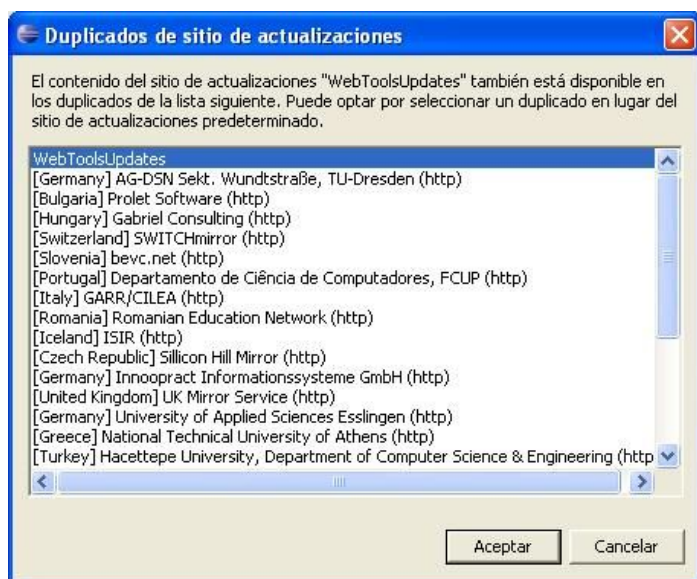 Duplicados de sitio de actualizaciones
El contenido del sitio de actualizaciones "WebToolsUpdates" también está disponible en
los duplicados de la lista siguiente. Puede optar por seleccionar un duplicado en lugar del
sitio de actualizaciones predeterminado.
WebToolsUpdates
[Germany] AG-DSN Sekt. Wundtstraße, TU-Dresden (http)
[Bulgaria] Prolet Software (http)
[Hungary] Gabriel Consulting (http)
[Switzerland] SWITCHmirror (http)
[Slovenia] bevc.net (http)
[Portugal] Departamento de Ciência de Computadores, FCUP (http)
[Italy] GARR/CILEA (http)
[Romania] Romanian Education Network (http)
[Iceland] ISIR (http)
[Czech Republic] Sillicon Hill Mirror (http)
[Germany] Innoopract Informationssysteme GmbH (http)
[United Kingdom] UK Mirror Service (http)
[Germany] University of Applied Sciences Esslingen (http)
[Greece] National Technical University of Athens (http)
[Turkey] Hacettepe University, Department of Computer Science & Engineering (http
Aceptar Cancelar